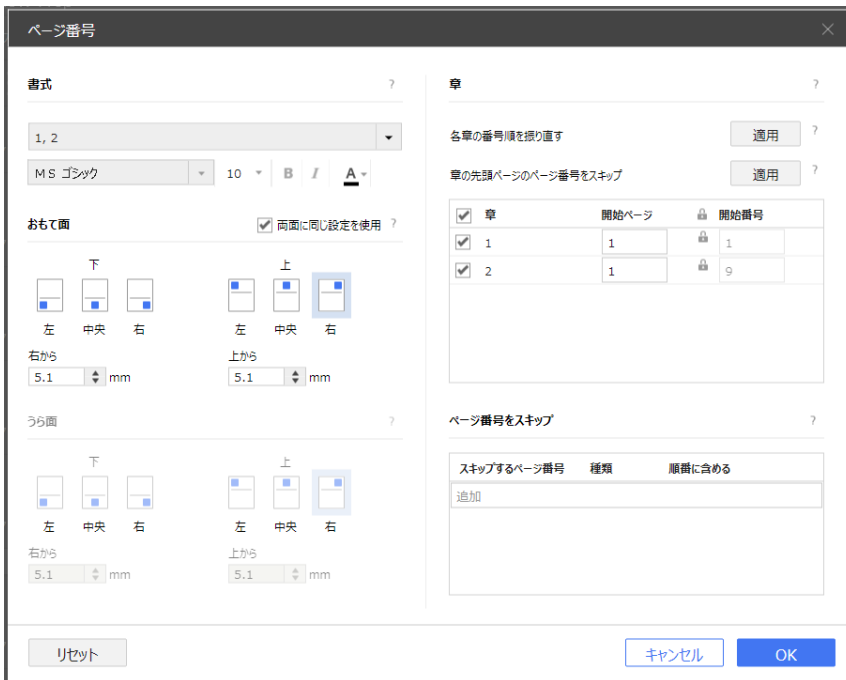 ページ番号
書式 ?
1, 2
MS ゴシック 10 B I A
おもて面 両面に同じ設定を使用 ?
下 上
左 中央 右 左 中央 右
右から 上から
5.1 mm 5.1 mm
うら面 ?
下 上
左 中央 右 左 中央 右
右から 上から
5.1 mm 5.1 mm
章 ?
各章の番号順を振り直す 適用 ?
章の先頭ページのページ番号をスキップ 適用 ?
章 開始ページ 開始番号
1 1 1
2 1 9
ページ番号をスキップ ?
スキップするページ番号 種類 順番に含める
追加
リセット キャンセル OK